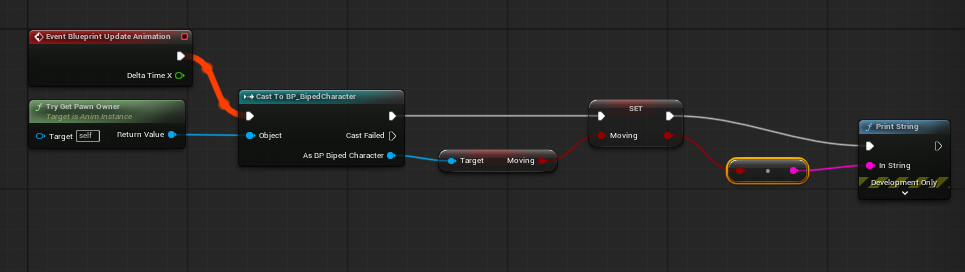 Event Blueprint Update Animation
Delta Time X
Try Get Pawn Owner
Target is Anim Instance
Target self Return Value
Cast To BP_BipedCharacter
Object
Cast Failed
As BP Biped Character
Target Moving
SET
Moving
Print String
In String
Development Only